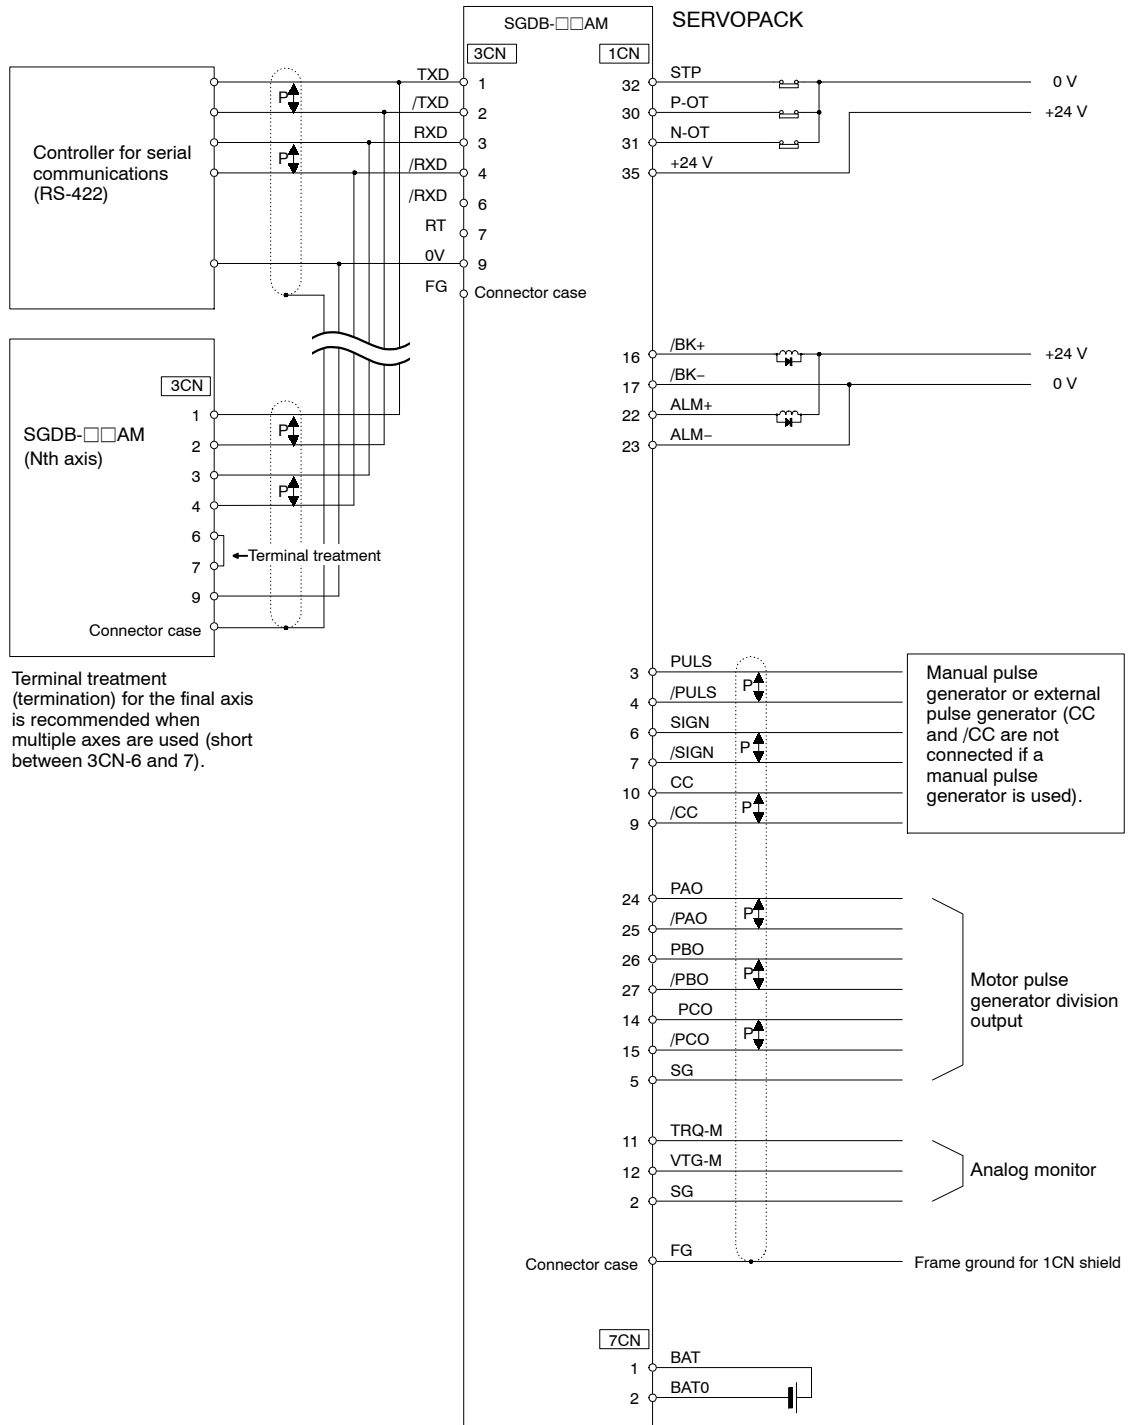 SGDB-□□AM
SERVOPACK
3CN
1CN
Controller for serial
communications
(RS-422)
P
P
TXD
1
/TXD
2
RXD
3
/RXD
4
/RXD
6
RT
7
0V
9
FG
Connector case
32
STP
0 V
30
P-OT
+24 V
31
N-OT
35
+24 V
16
/BK+
+24 V
17
/BK−
0 V
22
ALM+
23
ALM−
3CN
SGDB-□□AM
(Nth axis)
1
P
2
3
P
4
6
Terminal treatment
7
9
Connector case
Terminal treatment
(termination) for the final axis
is recommended when
multiple axes are used (short
between 3CN-6 and 7).
3
PULS
P
4
/PULS
6
SIGN
P
7
/SIGN
10
CC
P
9
/CC
Manual pulse
generator or external
pulse generator (CC
and /CC are not
connected if a
manual pulse
generator is used).
24
PAO
P
25
/PAO
26
PBO
P
27
/PBO
14
PCO
P
15
/PCO
5
SG
Motor pulse
generator division
output
11
TRQ-M
12
VTG-M
2
SG
Analog monitor
Connector case
FG
Frame ground for 1CN shield
7CN
1
BAT
2
BAT0